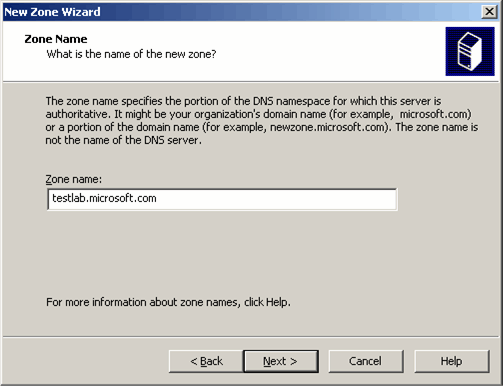 New Zone Wizard
Zone Name
What is the name of the new zone?
The zone name specifies the portion of the DNS namespace for which this server is
authoritative. It might be your organization's domain name (for example, microsoft.com)
or a portion of the domain name (for example, newzone.microsoft.com). The zone name is
not the name of the DNS server.
Zone name:
testlab.microsoft.com
For more information about zone names, click Help.
< Back Next > Cancel Help